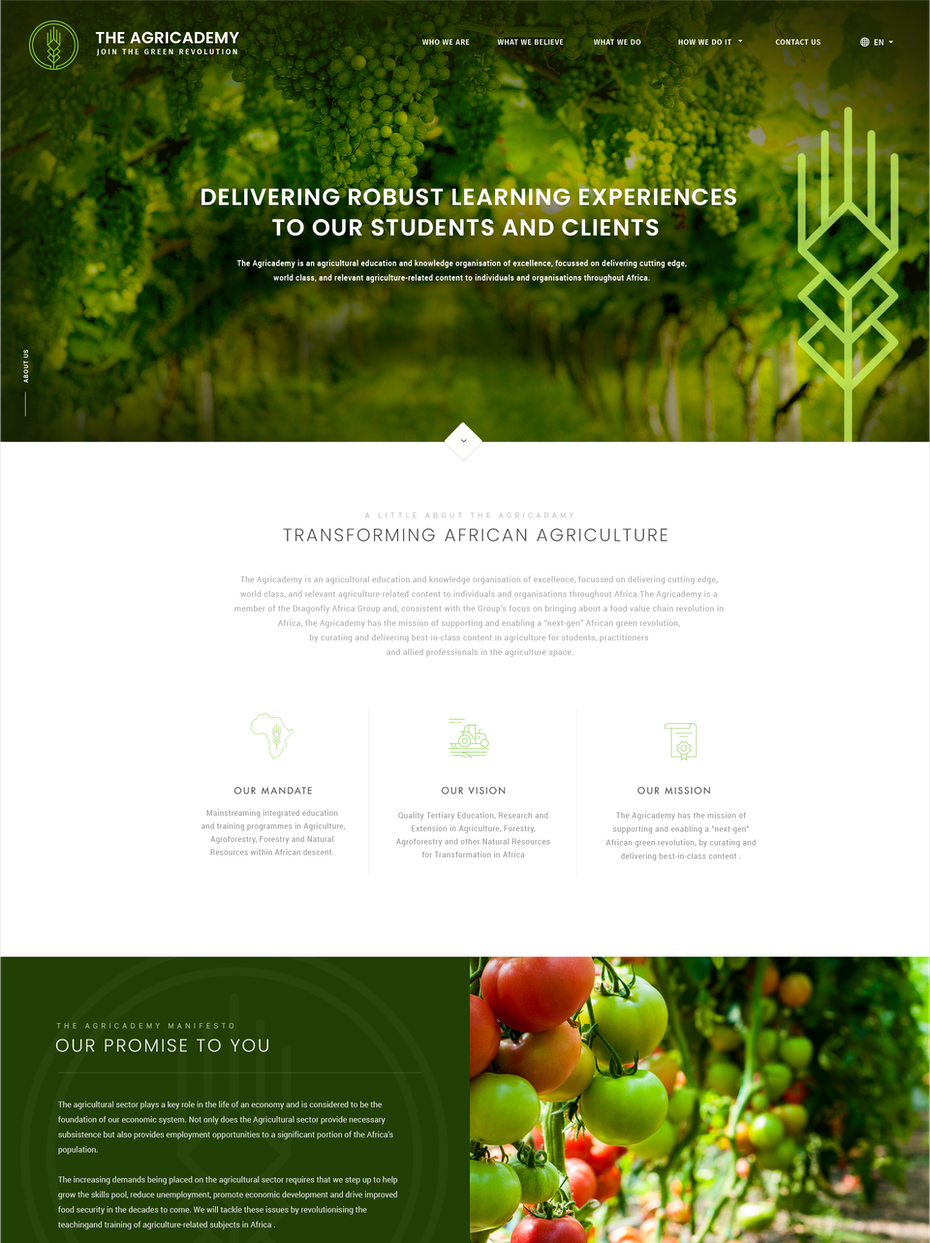 THE AGRICADEMY
JOIN THE GREEN REVOLUTION
WHO WE ARE
WHAT WE BELIEVE
WHAT WE DO
HOW WE DO IT
CONTACT US
EN
DELIVERING ROBUST LEARNING EXPERIENCES
TO OUR STUDENTS AND CLIENTS
The Agricademy is an agricultural education and knowledge organisation of excellence, focussed on delivering cutting edge,
world class, and relevant agriculture-related content to individuals and organisations throughout Africa.
ABOUT US
A LITTLE ABOUT THE AGRICADAMY
TRANSFORMING AFRICAN AGRICULTURE
The Agricademy is an agricultural education and knowledge organisation of excellence, focussed on delivering cutting edge,
world class, and relevant agriculture-related content to individuals and organisations throughout Africa.The Agricademy is a
member of the Dragonfly Africa Group and, consistent with the Group's focus on bringing about a food value chain revolution in
Africa, the Agricademy has the mission of supporting and enabling a "next-gen" African green revolution,
by curating and delivering best-in-class content in agriculture for students, practitioners
and allied professionals in the agriculture space.
OUR MANDATE
Mainstreaming integrated education
and training programmes in Agriculture,
Agroforestry, Forestry and Natural
Resources within African descent.
OUR VISION
Quality Tertiary Education, Research and
Extension in Agriculture, Forestry,
Agroforestry and other Natural Resources
for Transformation in Africa
OUR MISSION
The Agricademy has the mission of
supporting and enabling a "next-gen"
African green revolution, by curating and
delivering best-in-class content .
THE AGRICADEMY MANIFESTO
OUR PROMISE TO YOU
The agricultural sector plays a key role in the life of an economy and is considered to be the
foundation of our economic system. Not only does the Agricultural sector provide necessary
subsistence but also provides employment opportunities to a significant portion of the Africa's
population.
The increasing demands being placed on the agricultural sector requires that we step up to help
grow the skills pool, reduce unemployment, promote economic development and drive improved
food security in the decades to come. We will tackle these issues by revolutionising the
teachingand training of agriculture-related subjects in Africa .